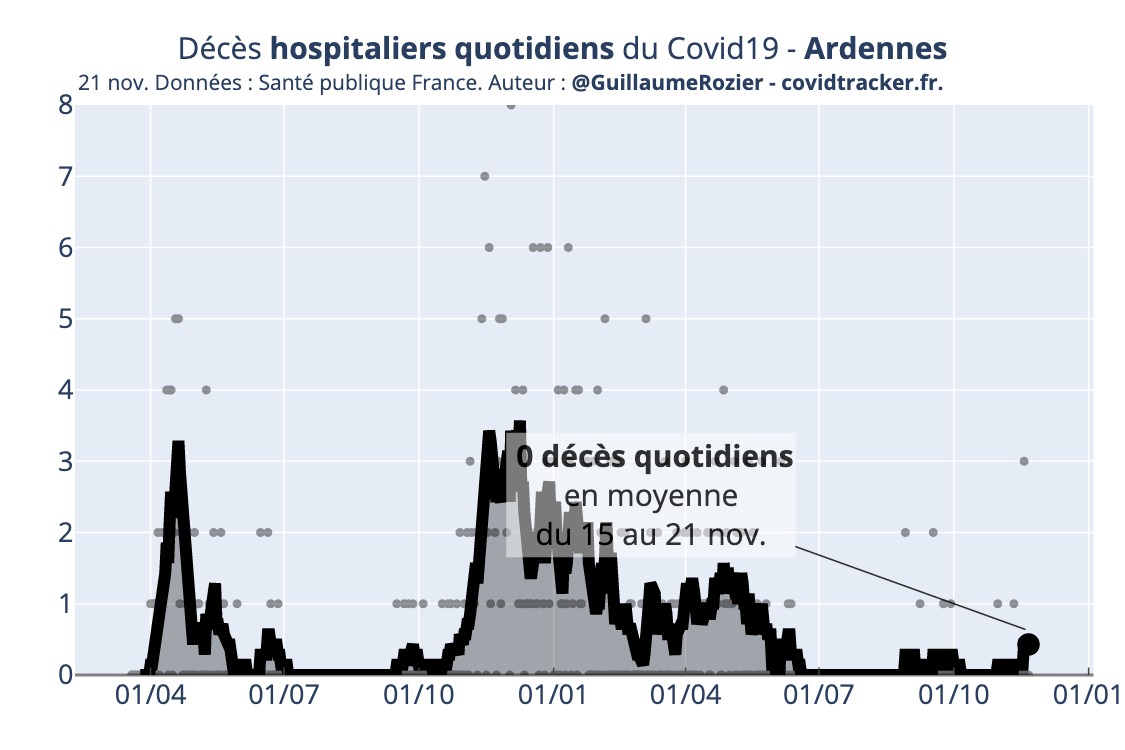 Décès hospitaliers quotidiens du Covid19 - Ardennes
21 nov. Données : Santé publique France. Auteur : @GuillaumeRozier - covidtracker.fr.
8
7
6
5
4
3
2
1
0
0 décès quotidiens
en moyenne
du 15 au 21 nov.
01/04 01/07 01/10 01/01 01/04 01/07 01/10 01/01